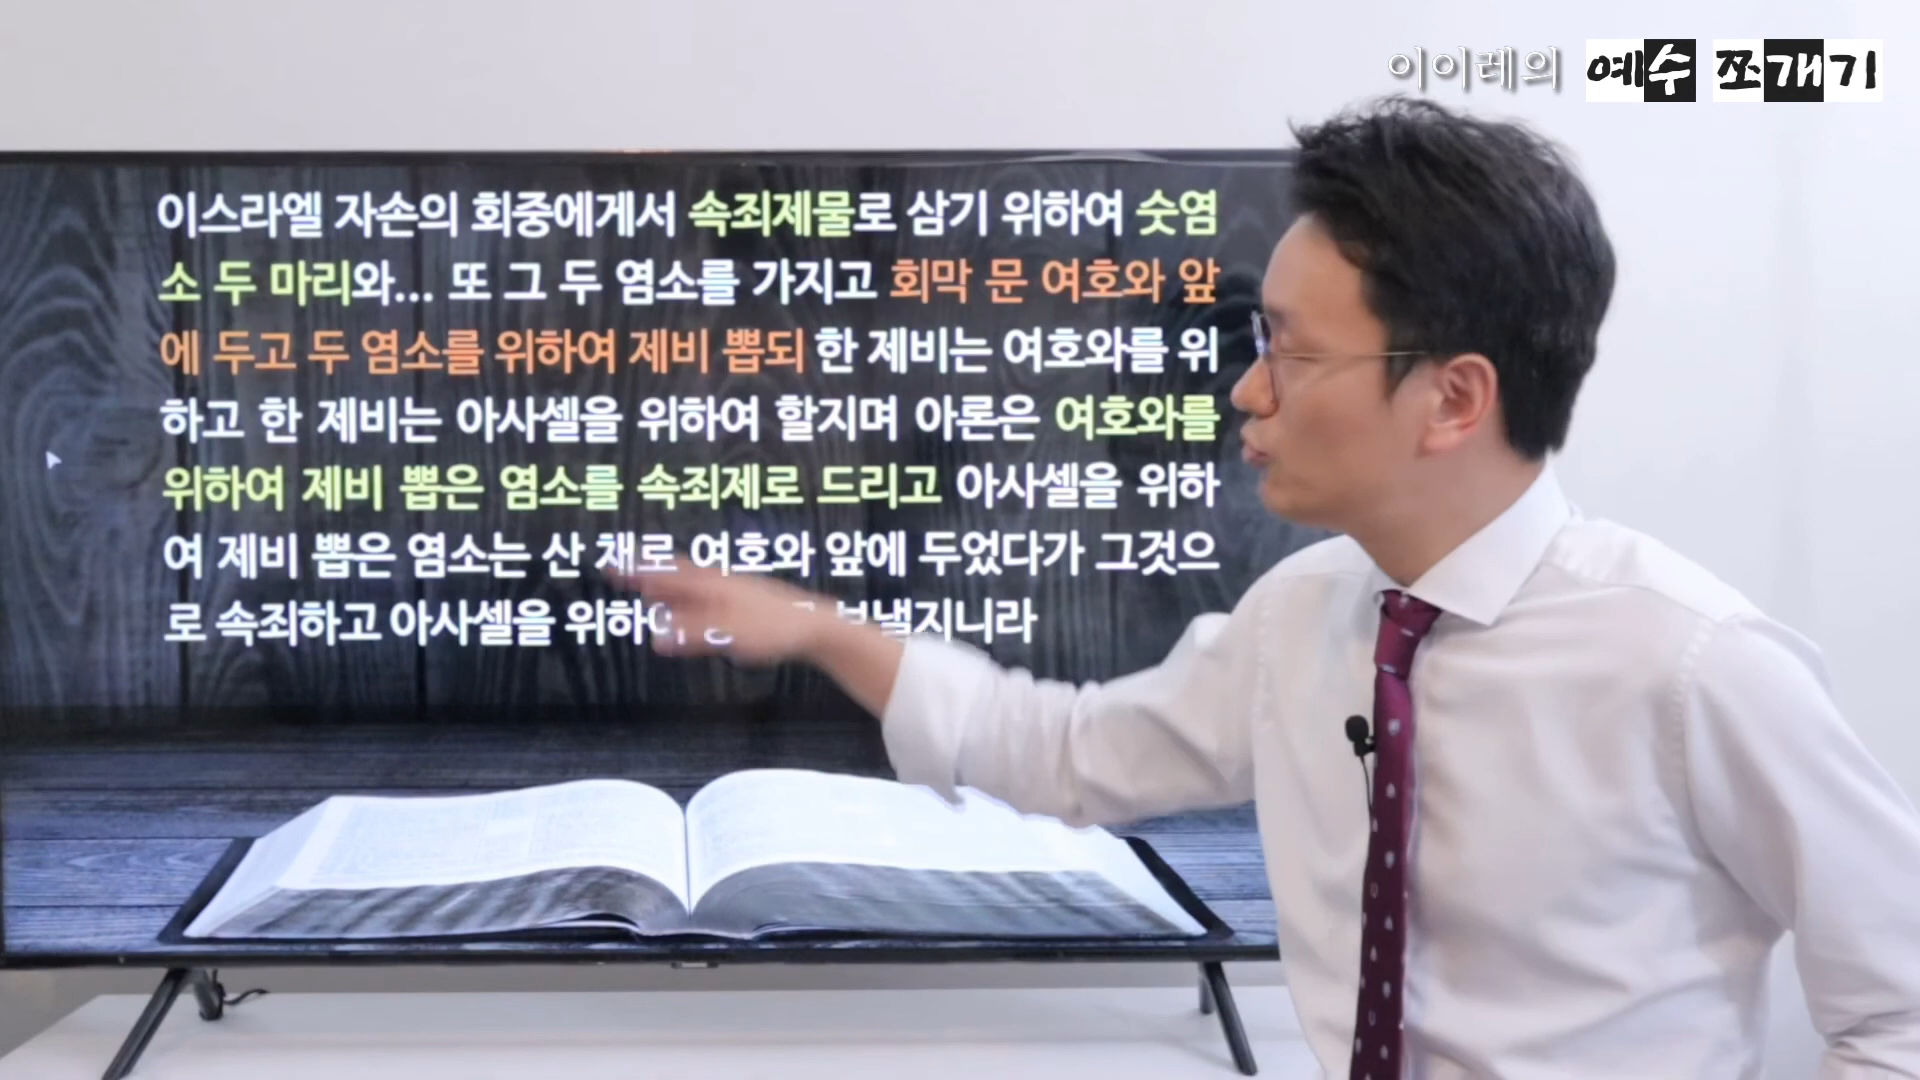 이이레의 예수 쪼개기
이스라엘 자손의 회중에게서 속죄제물로 삼기 위하여 숫염
소 두 마리와... 또 그 두 염소를 가지고 회막 문 여호와 앞
에 두고 두 염소를 위하여 제비 뽑되 한 제비는 여호와를 위
하고 한 제비는 아사셀을 위하여 할지며 아론은 여호와를
위하여 제비 뽑은 염소를 속죄제로 드리고 아사셀을 위하
여 제비 뽑은 염소는 산 채로 여호와 앞에 두었다가 그것으
로 속죄하고 아사셀을 위하여 보낼지니라